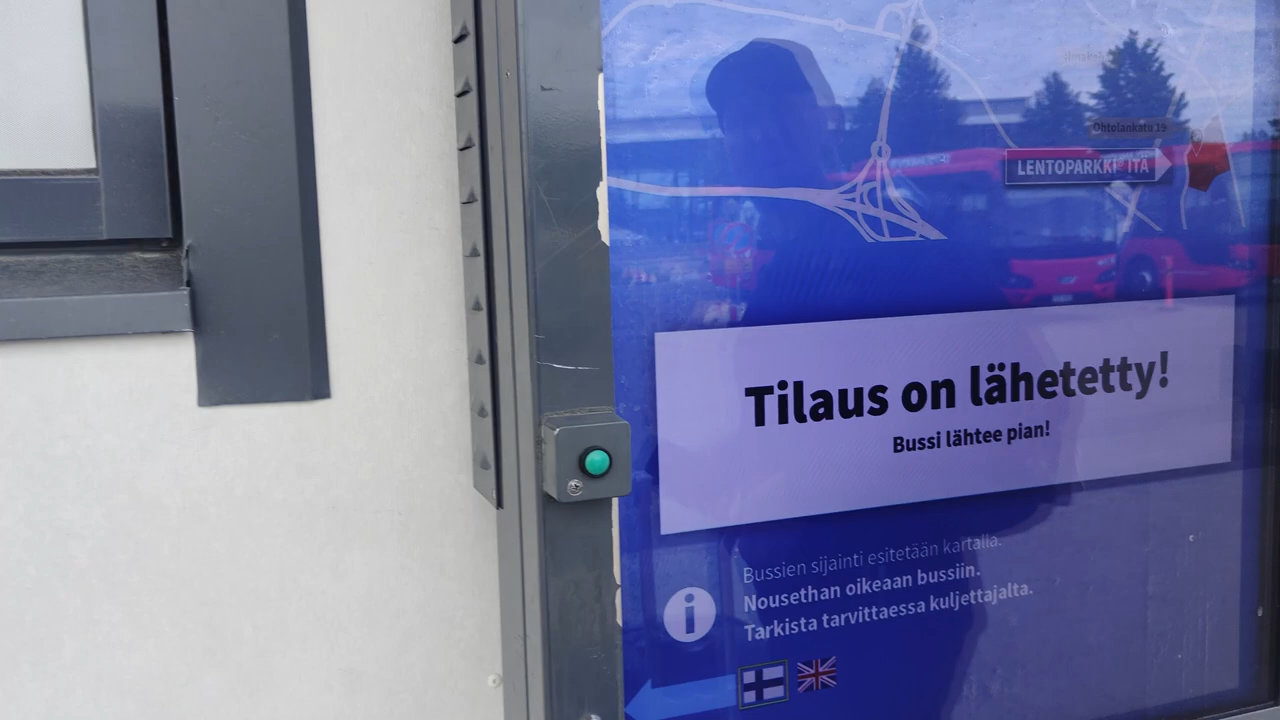 Ohtolankatu 19
LENTOPARKKI ITÄ
Tilaus on lähetetty!
Bussi lähtee pian!
Bussien sijainti esitetään kartalla.
Nousethan oikeaan bussiin.
Tarkista tarvittaessa kuljettajalta.